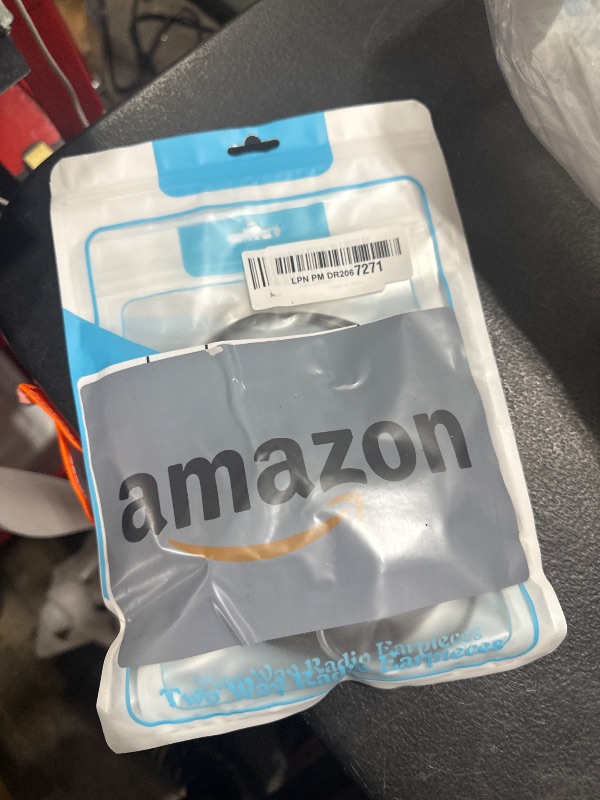 LPN PM DR2067271
amazon
Two Way Radio Earpieces
Two Way Radio Earpieces